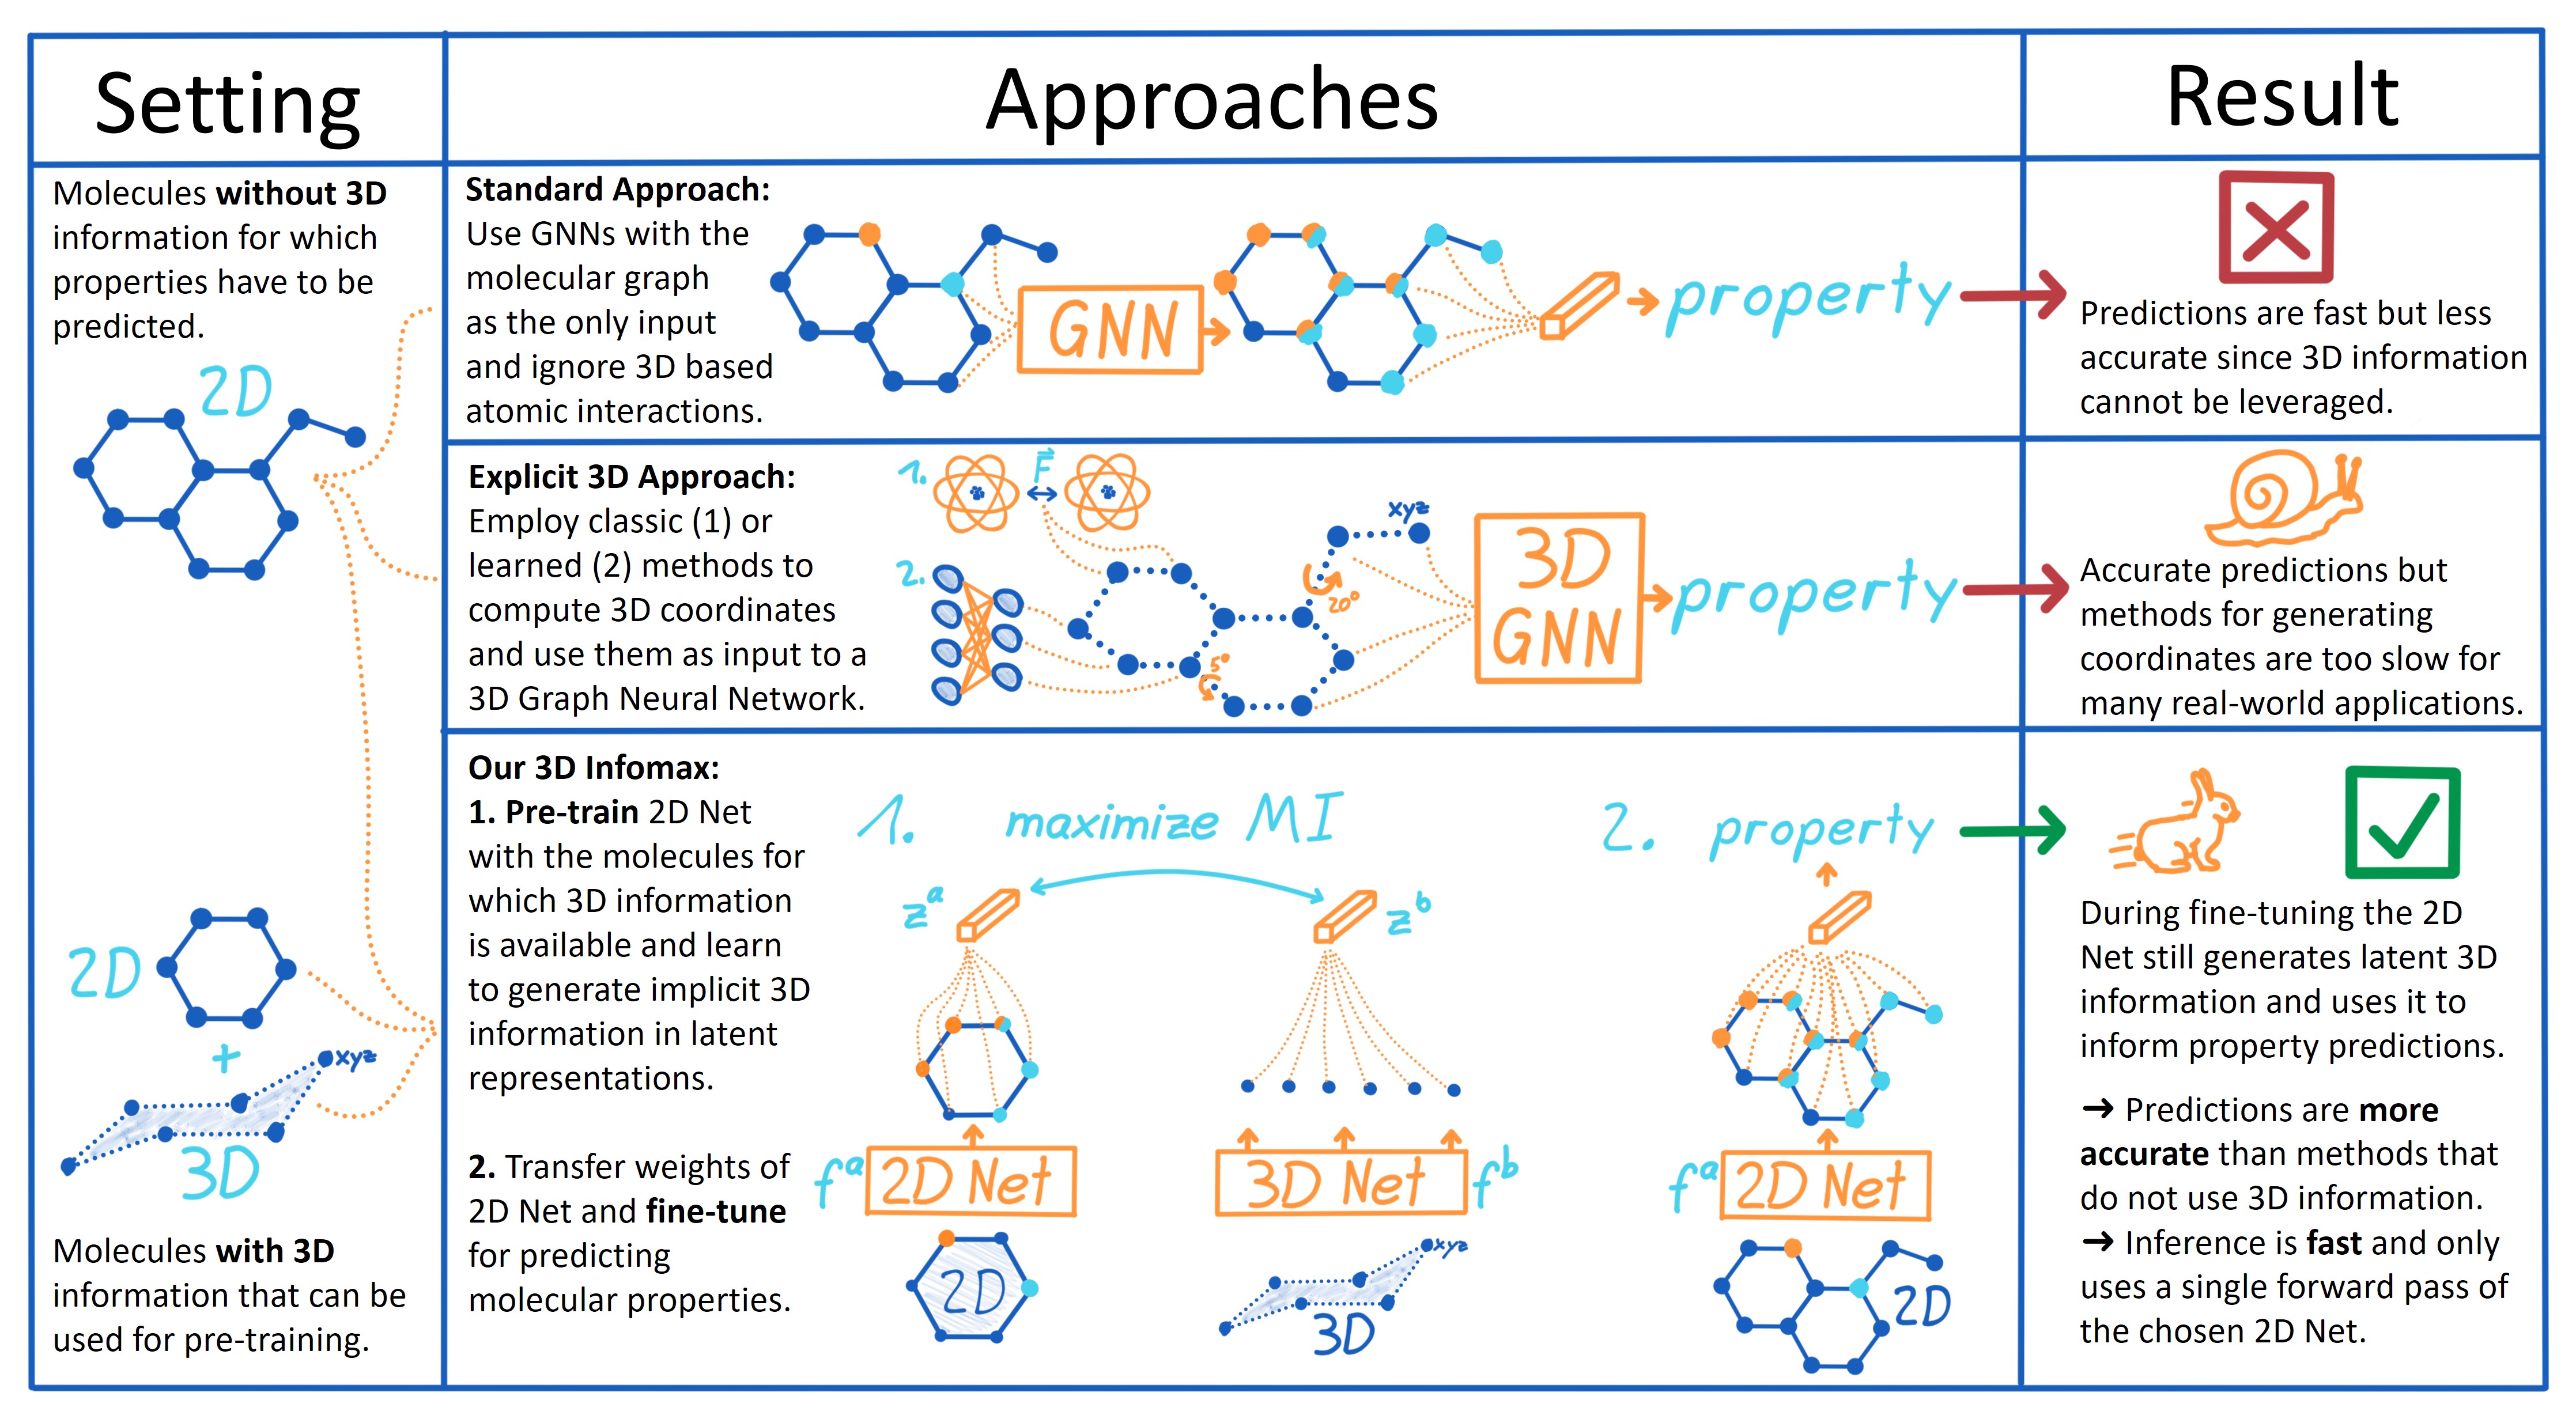 Setting
Approaches
Result
Molecules without 3D
information for which
properties have to be
predicted.
2D
2D
+
xyz
3D
Molecules with 3D
information that can be
used for pre-training.
Standard Approach:
Use GNNs with the
molecular graph
as the only input
and ignore 3D based
atomic interactions.
GNN
property
Predictions are fast but less
accurate since 3D information
cannot be leveraged.
Explicit 3D Approach:
Employ classic (1) or
learned (2) methods to
compute 3D coordinates
and use them as input to a
3D Graph Neural Network.
1.
F⃗
2.
5°
20°
xyz
3D
GNN
property
Accurate predictions but
methods for generating
coordinates are too slow for
many real-world applications.
Our 3D Infomax:
1. Pre-train 2D Net
with the molecules for
which 3D information
is available and learn
to generate implicit 3D
information in latent
representations.
2. Transfer weights of
2D Net and fine-tune
for predicting
molecular properties.
1. maximize MI
zᵃ
zᵇ
fᵃ 2D Net
3D Net fᵇ
2D
xyz
3D
2. property
fᵃ 2D Net
2D
During fine-tuning the 2D
Net still generates latent 3D
information and uses it to
inform property predictions.
→ Predictions are more
accurate than methods that
do not use 3D information.
→ Inference is fast and only
uses a single forward pass of
the chosen 2D Net.